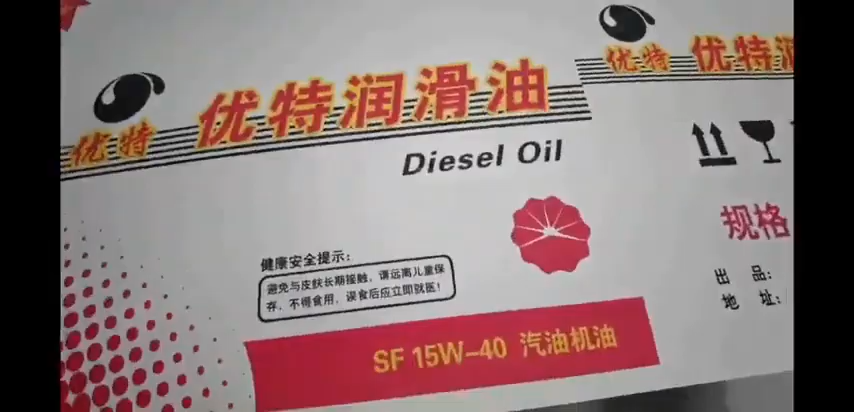 优特
优特润滑油
Diesel Oil
健康安全提示：
避免与皮肤长期接触，请远离儿童保
存，不得食用，误食后应立即就医！
SF 15W-40 汽油机油
优特
优特润
规格
出 品：
地 址：